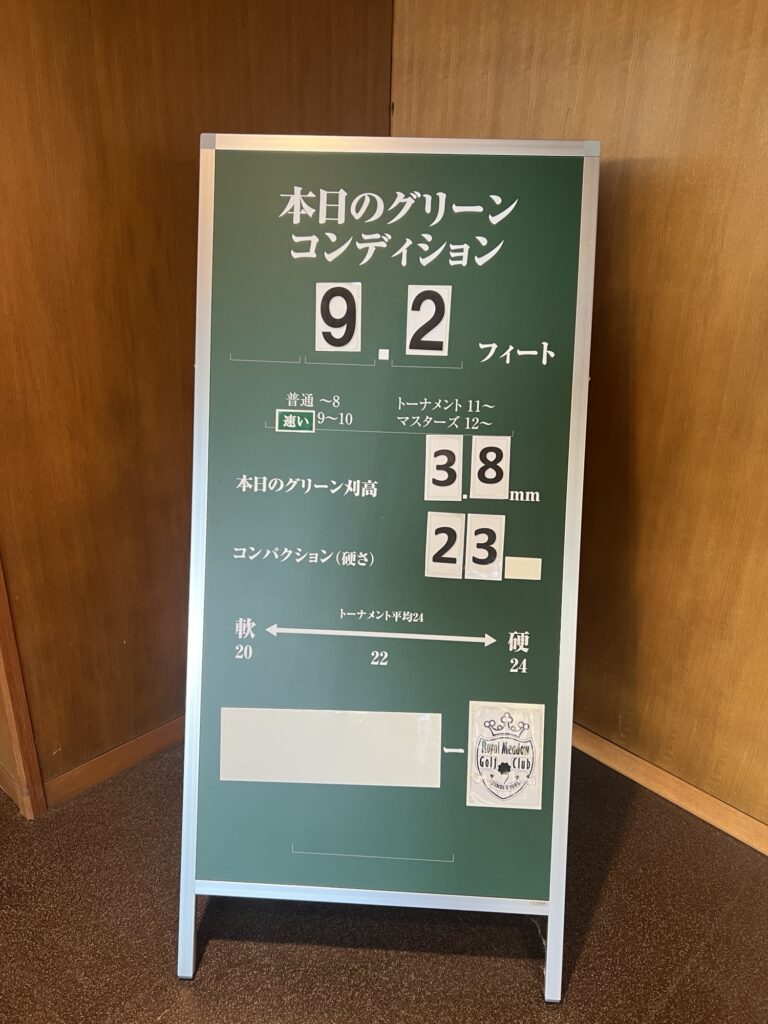 本日のグリーン
コンディション
9.2 フィート
普通 ～8 トーナメント 11～
速い 9～10 マスターズ 12～
本日のグリーン刈高 3.8 mm
コンパクション（硬さ） 23
トーナメント平均24
軟 硬
20 22 24
ー
Royal Meadow
Golf Club